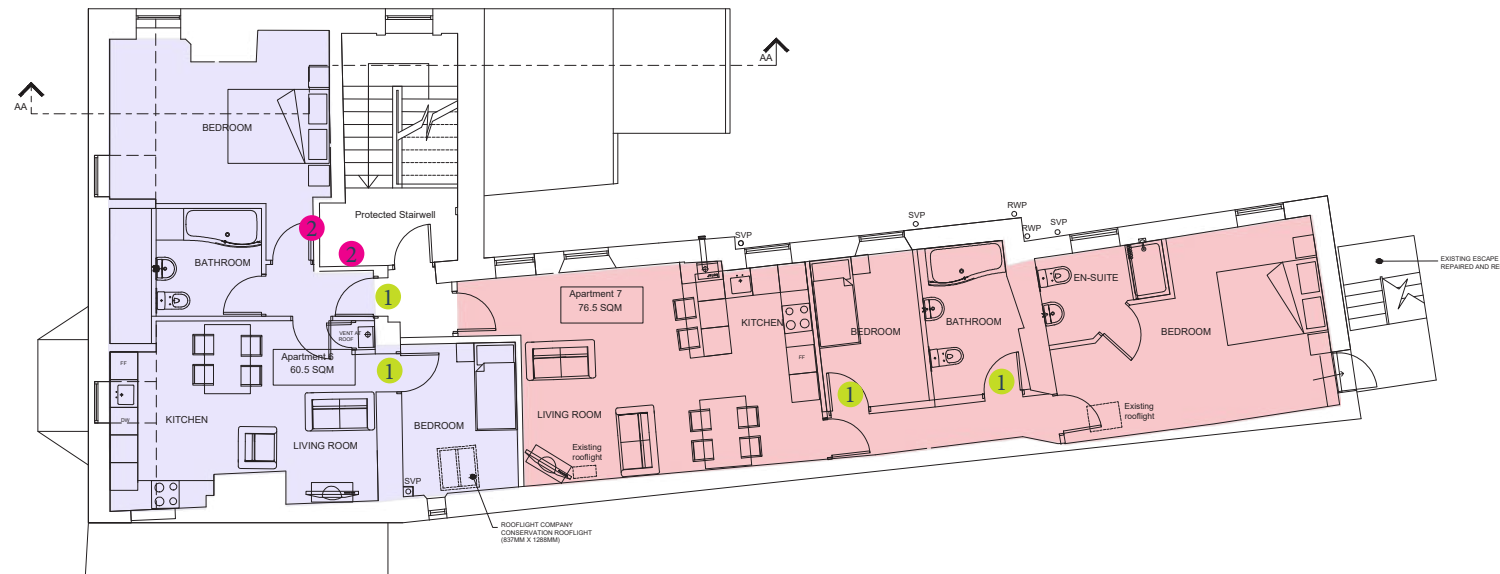 AA
AA
BEDROOM
Protected Stairwell
2
2
BATHROOM
1
VENT AT
ROOF
Apartment 6
60.5 SQM
1
FF
DW
KITCHEN
LIVING ROOM
BEDROOM
SVP
ROOFLIGHT COMPANY
CONSERVATION ROOFLIGHT
(837MM X 1288MM)
Apartment 7
76.5 SQM
SVP
KITCHEN
FF
LIVING ROOM
Existing
rooflight
BEDROOM
1
BATHROOM
1
SVP
RWP
RWP
SVP
EN-SUITE
BEDROOM
Existing
rooflight
EXISTING ESCAPE
REPAIRED AND RE